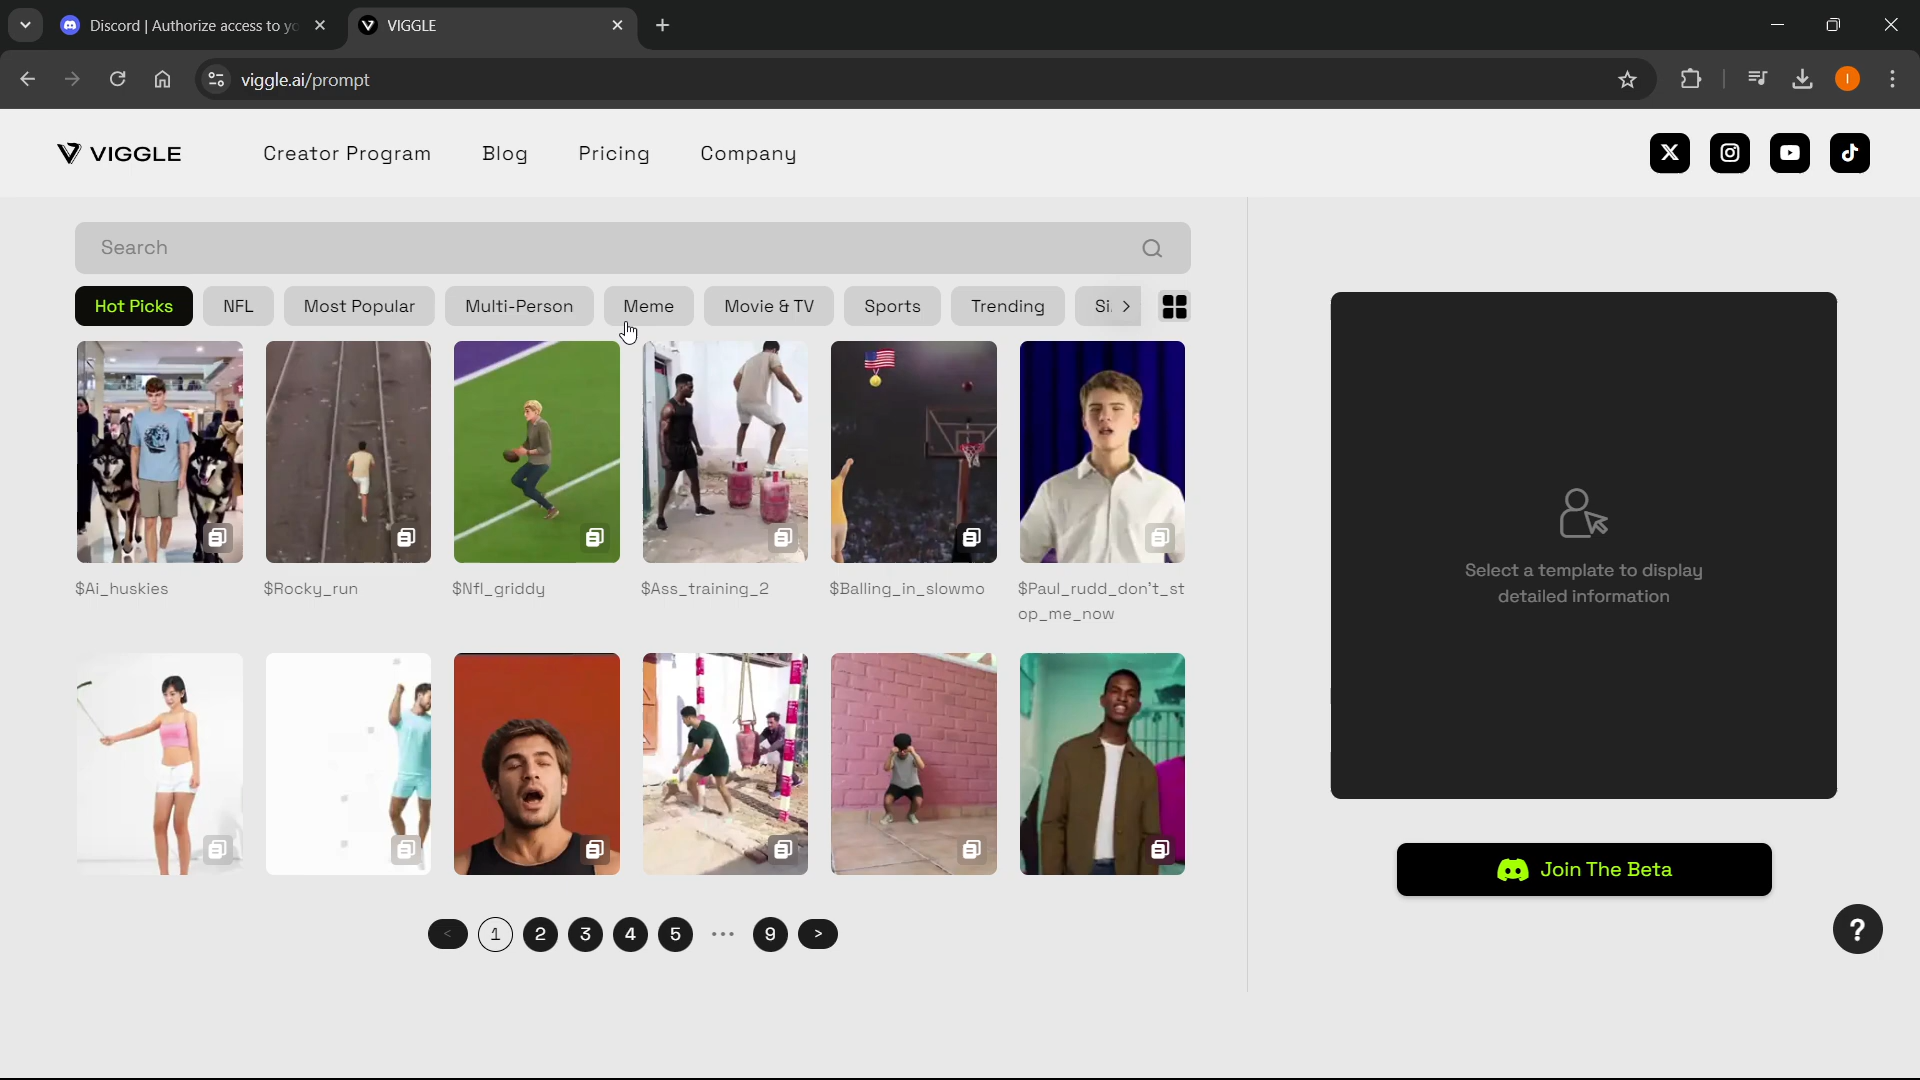 Discord | Authorize access to yo
VIGGLE
viggle.ai/prompt
I
VIGGLE
Creator Program
Blog
Pricing
Company
Search
Hot Picks
NFL
Most Popular
Multi-Person
Meme
Movie & TV
Sports
Trending
Si
$Ai_huskies
$Rocky_run
$Nfl_griddy
$Ass_training_2
$Balling_in_slowmo
$Paul_rudd_don't_st
op_me_now
Select a template to display
detailed information
Join The Beta
?
< 1 2 3 4 5 ... 9 >